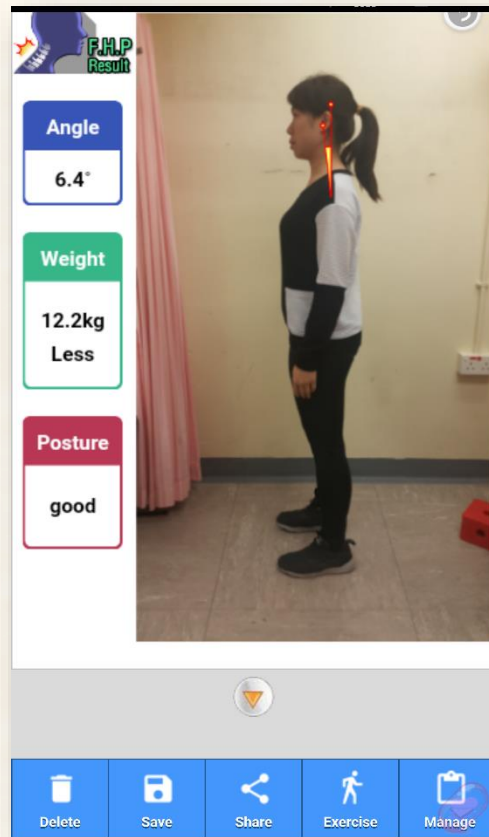 F.H.P
Result
Angle
6.4°
Weight
12.2kg
Less
Posture
good
Delete
Save
Share
Exercise
Manage